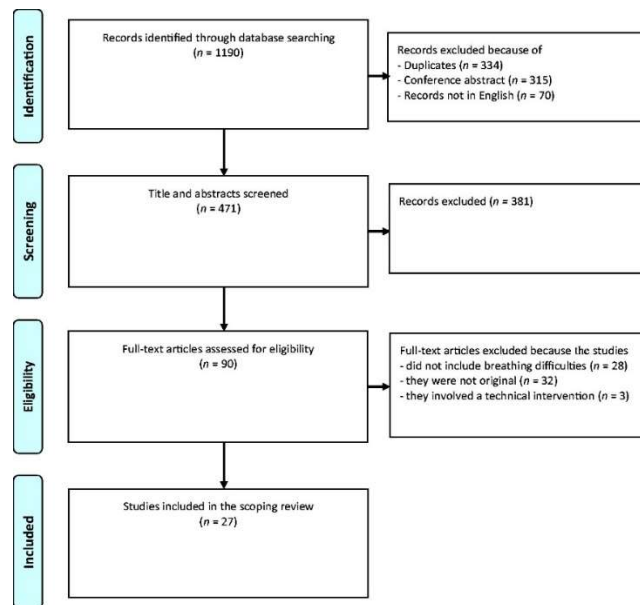 Identification
Records identified through database searching
(n = 1190)
Records excluded because of
- Duplicates (n = 334)
- Conference abstract (n = 315)
- Records not in English (n = 70)
Screening
Title and abstracts screened
(n = 471)
Records excluded (n = 381)
Eligibility
Full-text articles assessed for eligibility
(n = 90)
Full-text articles excluded because the studies
- did not include breathing difficulties (n = 28)
- they were not original (n = 32)
- they involved a technical intervention (n = 3)
Included
Studies included in the scoping review
(n = 27)